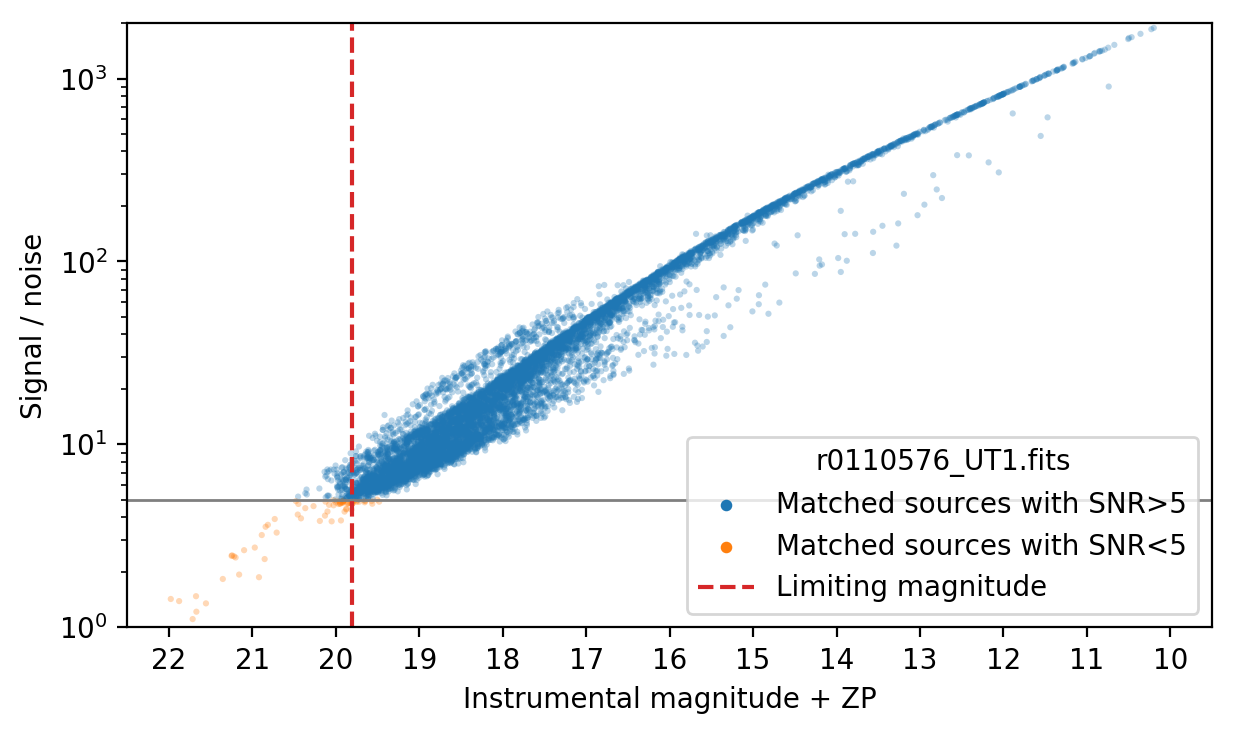 Signal / noise
10³
10²
10¹
10⁰
r0110576_UT1.fits
Matched sources with SNR>5
Matched sources with SNR<5
Limiting magnitude
22 21 20 19 18 17 16 15 14 13 12 11 10
Instrumental magnitude + ZP